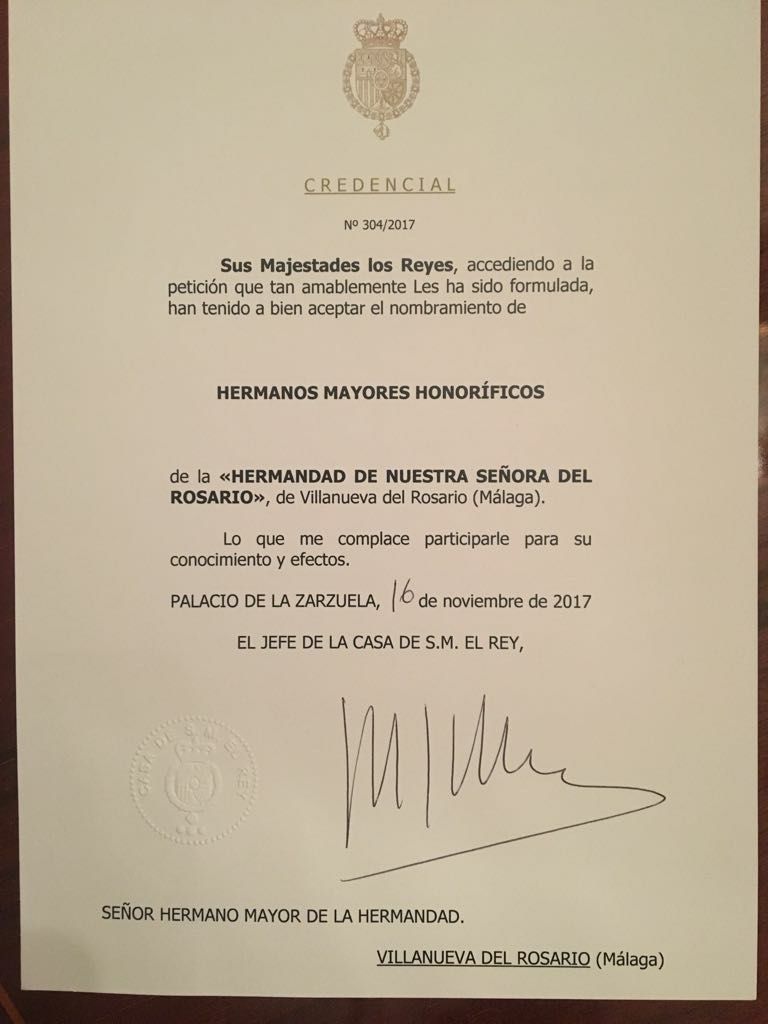 CREDENCIAL
Nº 304/2017
Sus Majestades los Reyes, accediendo a la
petición que tan amablemente Les ha sido formulada,
han tenido a bien aceptar el nombramiento de
HERMANOS MAYORES HONORÍFICOS
de la «HERMANDAD DE NUESTRA SEÑORA DEL
ROSARIO», de Villanueva del Rosario (Málaga).
Lo que me complace participarle para su
conocimiento y efectos.
PALACIO DE LA ZARZUELA, 16 de noviembre de 2017
EL JEFE DE LA CASA DE S.M. EL REY,
CASA DE S.M. EL REY
SEÑOR HERMANO MAYOR DE LA HERMANDAD.
VILLANUEVA DEL ROSARIO (Málaga)